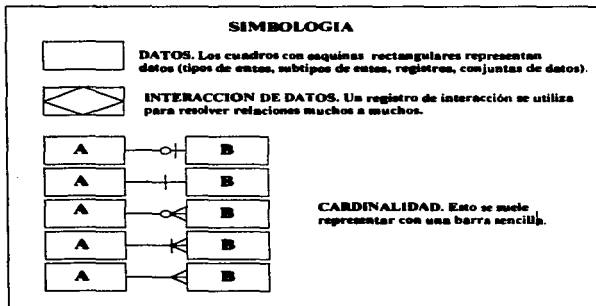 SIMBOLOGIA
DATOS. Los cuadros con esquinas rectangulares representan
datos (tipos de entes, subtipos de entes, registros, conjuntas de datos).
INTERACCION DE DATOS. Un registro de interacción se utiliza
para resolver relaciones muchos a muchos.
A B
A B
A B
A B
A B
CARDINALIDAD. Esto se suele
representar con una barra sencilla.